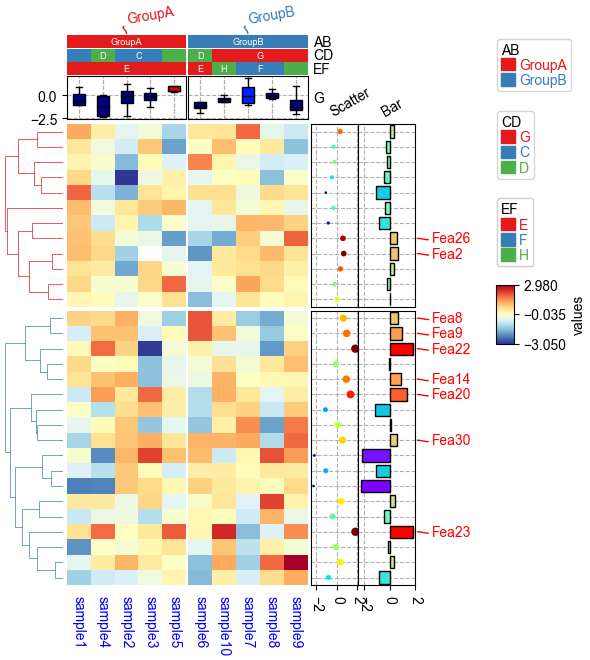 GroupA GroupB
GroupA GroupB AB
D C D G CD
E E H F EF
0.0
-2.5
G
Scatter Bar
Fea26
Fea2
Fea8
Fea9
Fea22
Fea14
Fea20
Fea30
Fea23
sample1 sample4 sample2 sample3 sample5 sample6 sample10 sample7 sample8 sample9
−2 0 2 −2 0 2
AB
GroupA
GroupB
CD
G
C
D
EF
E
F
H
2.980
-0.035
-3.050
values